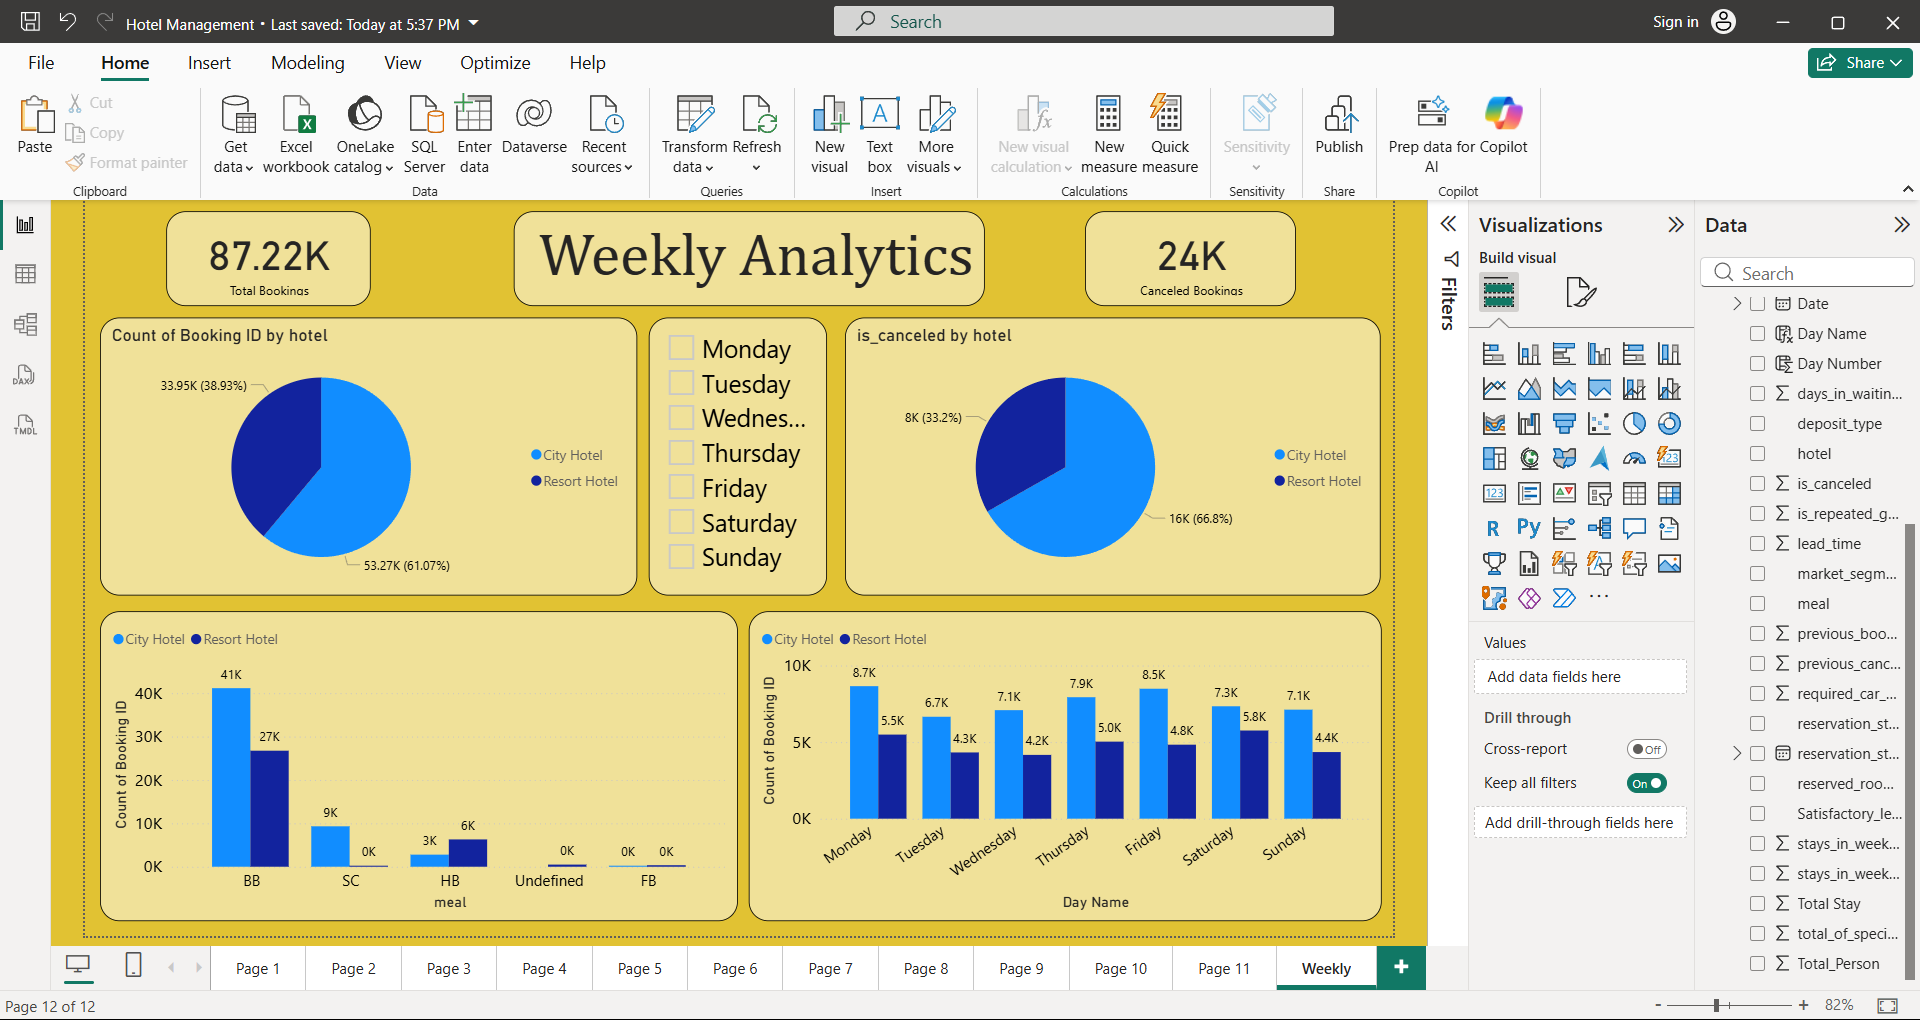 Hotel Management • Last saved: Today at 5:37 PM
Search
Sign in
File
Home
Insert
Modeling
View
Optimize
Help
Share
Paste
Cut
Copy
Format painter
Clipboard
Get data
Excel workbook
OneLake catalog
SQL Server
Enter data
Dataverse
Recent sources
Data
Transform data
Refresh
Queries
New visual
Text box
More visuals
Insert
New visual calculation
New measure
Quick measure
Calculations
Sensitivity
Sensitivity
Publish
Share
Prep data for AI
Copilot
Copilot
DAX
TMDL
87.22K
Total Bookings
Weekly Analytics
24K
Canceled Bookings
Count of Booking ID by hotel
33.95K (38.93%)
53.27K (61.07%)
City Hotel
Resort Hotel
Monday
Tuesday
Wednes...
Thursday
Friday
Saturday
Sunday
is_canceled by hotel
8K (33.2%)
16K (66.8%)
City Hotel
Resort Hotel
City Hotel Resort Hotel
Count of Booking ID
40K
30K
20K
10K
0K
41K
27K
9K
0K
3K
6K
0K
0K
0K
BB
SC
HB
Undefined
FB
meal
City Hotel Resort Hotel
Count of Booking ID
10K
5K
0K
8.7K
5.5K
6.7K
4.3K
7.1K
4.2K
7.9K
5.0K
8.5K
4.8K
7.3K
5.8K
7.1K
4.4K
Monday
Tuesday
Wednesday
Thursday
Friday
Saturday
Sunday
Day Name
Filters
Visualizations
Build visual
123
123
R
Py
Values
Add data fields here
Drill through
Cross-report
Off
Keep all filters
On
Add drill-through fields here
Data
Search
Date
Day Name
Day Number
days_in_waitin...
deposit_type
hotel
is_canceled
is_repeated_g...
lead_time
market_segm...
meal
previous_boo...
previous_canc...
required_car_...
reservation_st...
reservation_st...
reserved_roo...
Satisfactory_le...
stays_in_week...
stays_in_week...
Total Stay
total_of_speci...
Total_Person
Page 1
Page 2
Page 3
Page 4
Page 5
Page 6
Page 7
Page 8
Page 9
Page 10
Page 11
Weekly
Page 12 of 12
82%